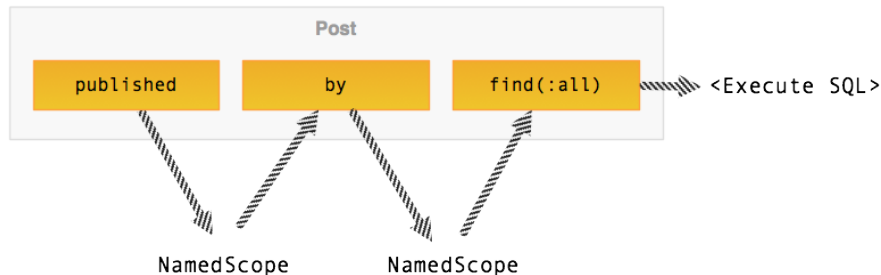 Post
published
by
find(:all)
<Execute SQL>
NamedScope
NamedScope